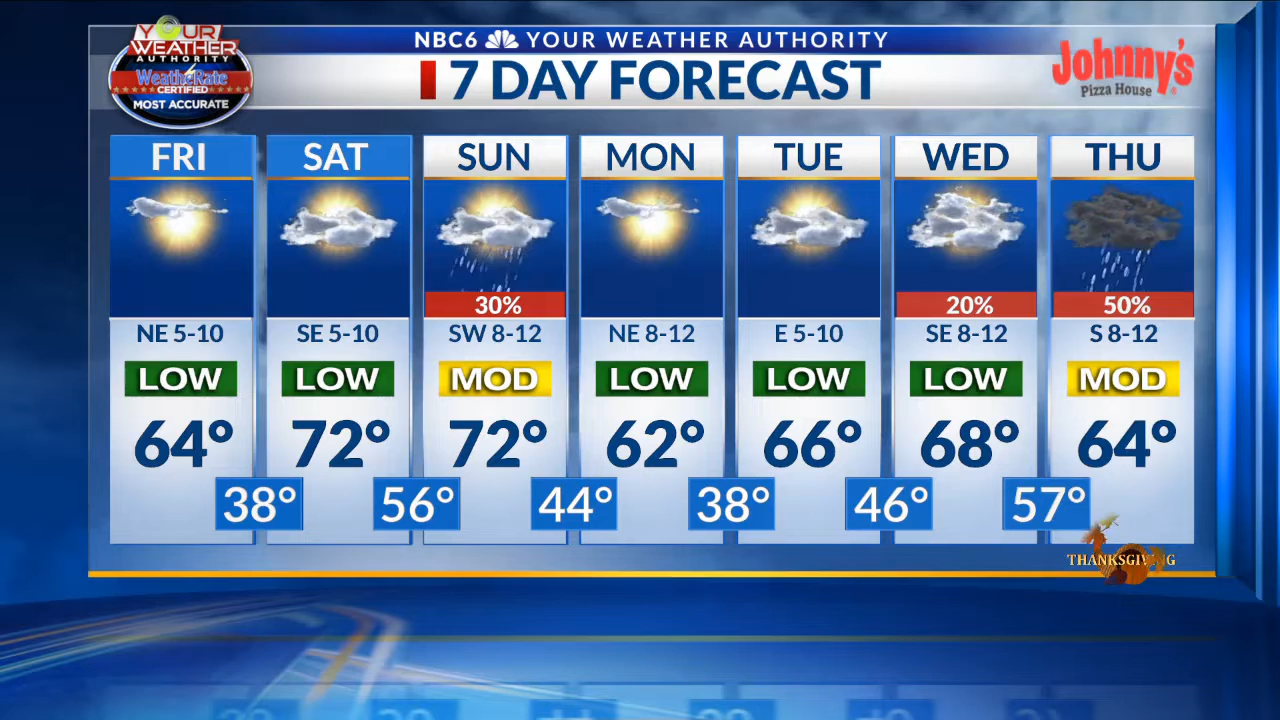 YOUR
WEATHER
AUTHORITY
WeatheRate
CERTIFIED
MOST ACCURATE
NBC6 YOUR WEATHER AUTHORITY
7 DAY FORECAST
Johnny's
Pizza House
FRI SAT SUN MON TUE WED THU
30% 20% 50%
NE 5-10 SE 5-10 SW 8-12 NE 8-12 E 5-10 SE 8-12 S 8-12
LOW LOW MOD LOW LOW LOW MOD
64° 72° 72° 62° 66° 68° 64°
38° 56° 44° 38° 46° 57°
THANKSGIVING